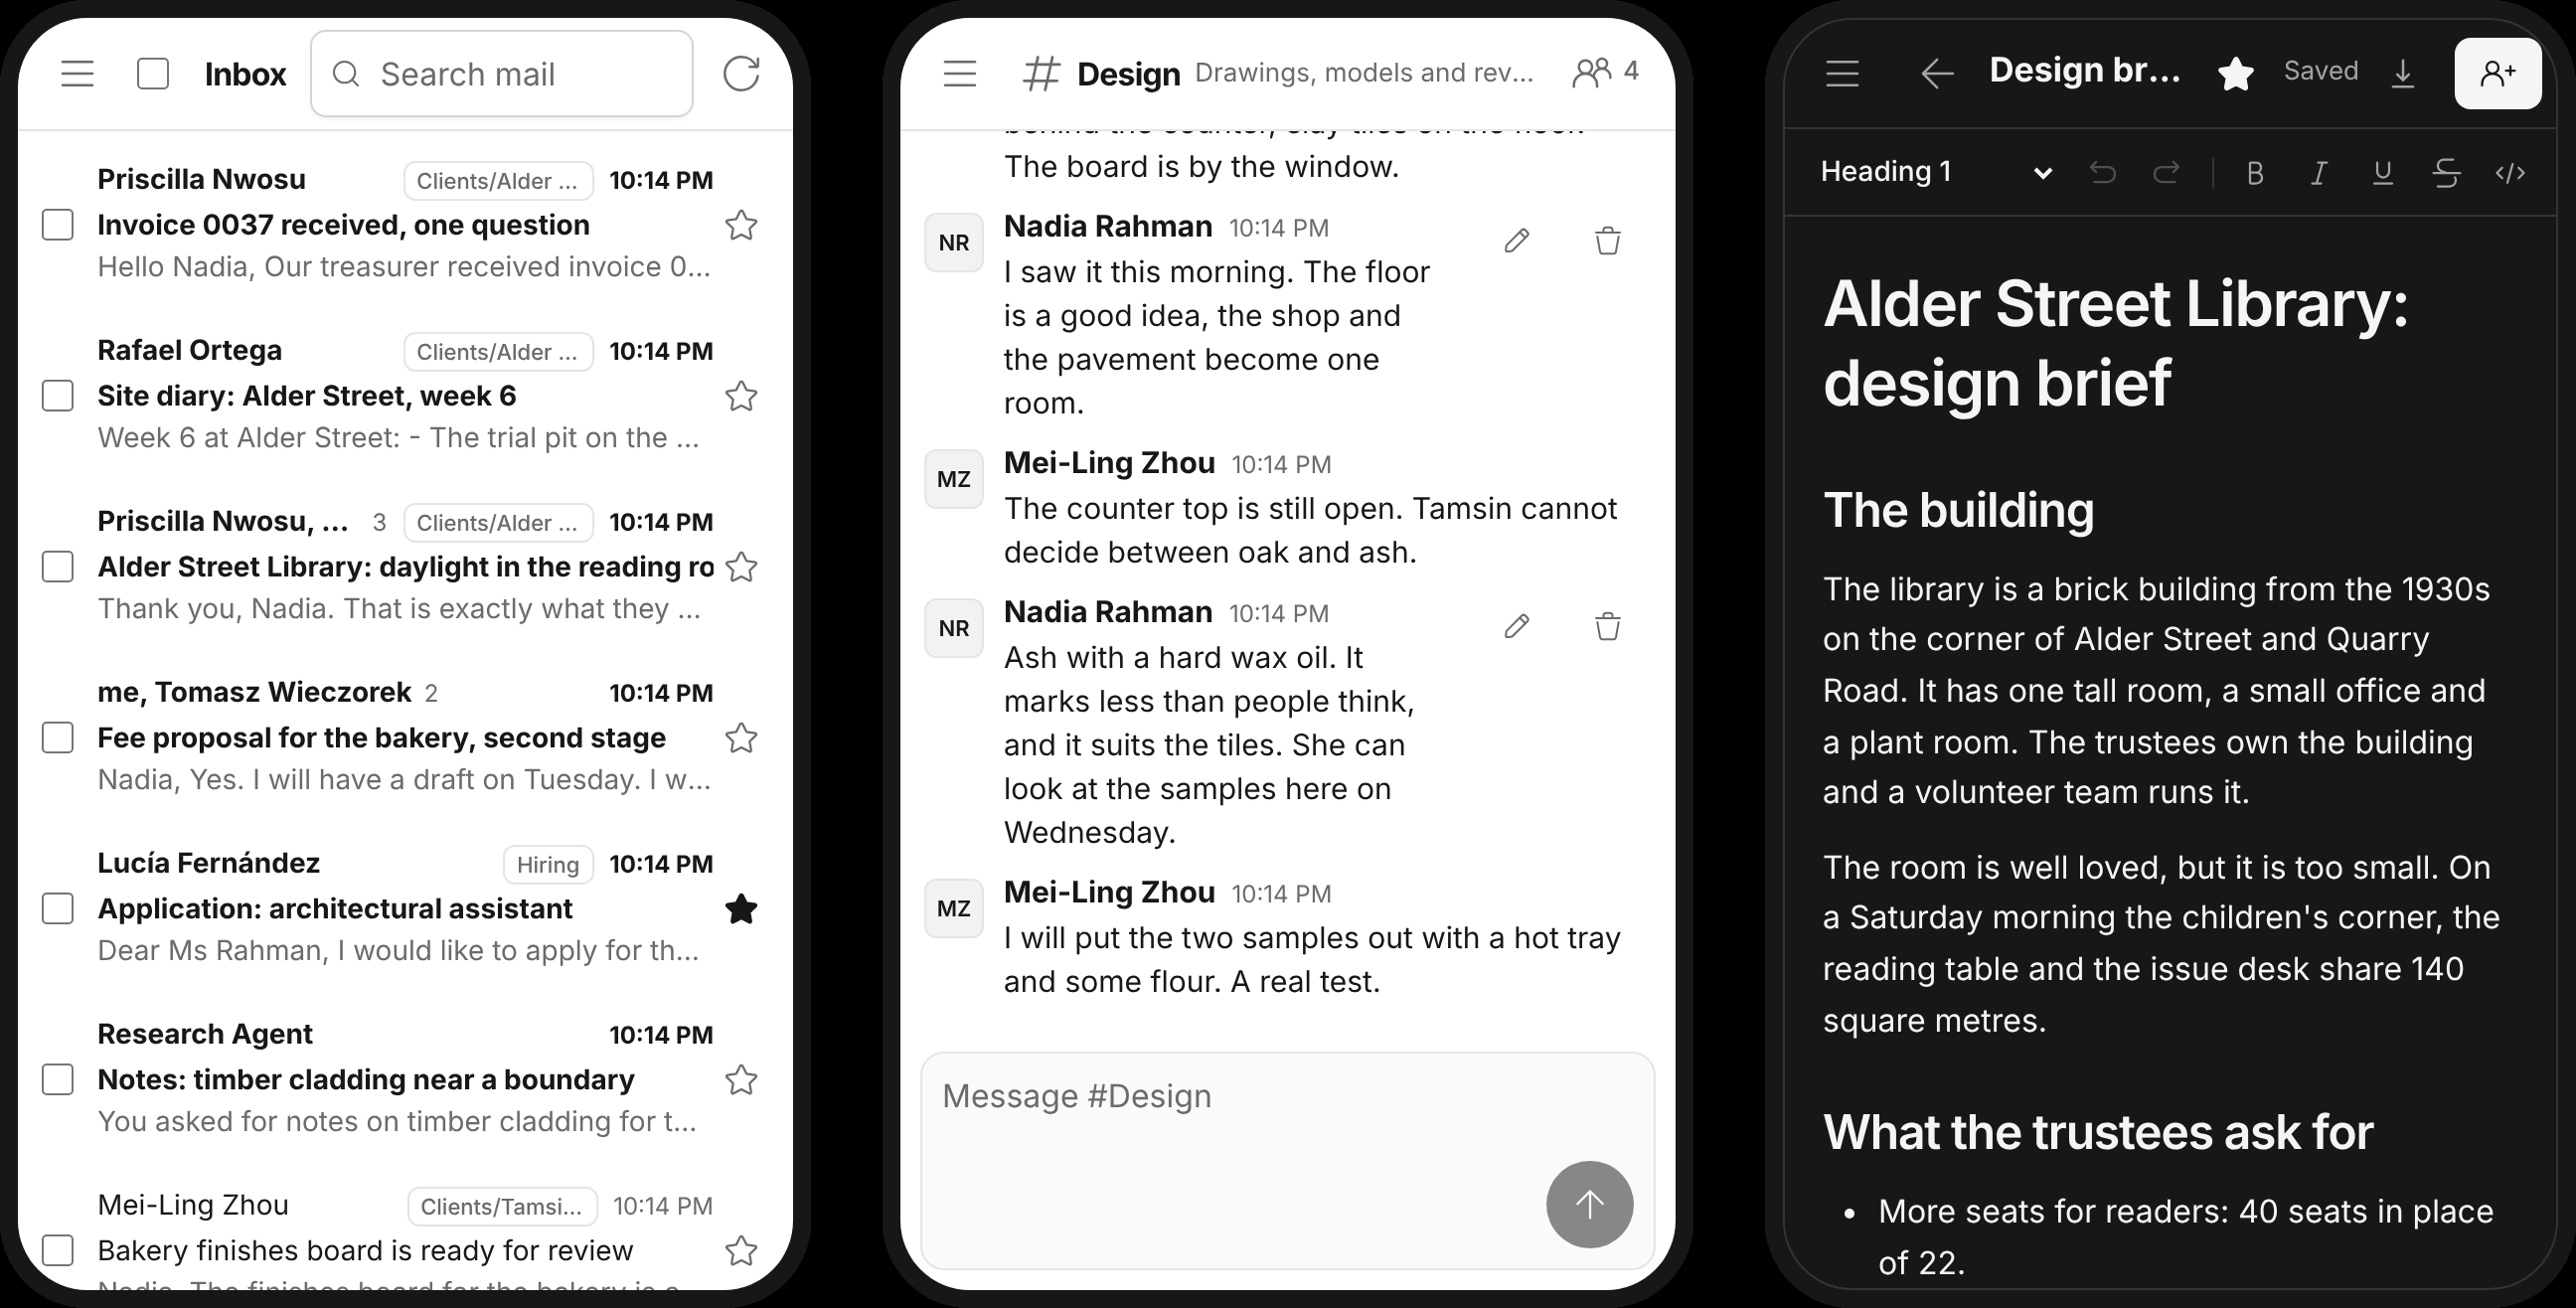 Inbox
Search mail
Priscilla Nwosu Clients/Alder ... 10:14 PM
Invoice 0037 received, one question
Hello Nadia, Our treasurer received invoice 0...
Rafael Ortega Clients/Alder ... 10:14 PM
Site diary: Alder Street, week 6
Week 6 at Alder Street: - The trial pit on the ...
Priscilla Nwosu, ... 3 Clients/Alder ... 10:14 PM
Alder Street Library: daylight in the reading ro
Thank you, Nadia. That is exactly what they ...
me, Tomasz Wieczorek 2 10:14 PM
Fee proposal for the bakery, second stage
Nadia, Yes. I will have a draft on Tuesday. I w...
Lucía Fernández Hiring 10:14 PM
Application: architectural assistant
Dear Ms Rahman, I would like to apply for th...
Research Agent 10:14 PM
Notes: timber cladding near a boundary
You asked for notes on timber cladding for t...
Mei-Ling Zhou Clients/Tamsi... 10:14 PM
Bakery finishes board is ready for review
Nadia, The finishes board for the bakery is o
# Design Drawings, models and rev... 4
behind the counter, clay tiles on the floor.
The board is by the window.
NR Nadia Rahman 10:14 PM
I saw it this morning. The floor
is a good idea, the shop and
the pavement become one
room.
MZ Mei-Ling Zhou 10:14 PM
The counter top is still open. Tamsin cannot
decide between oak and ash.
NR Nadia Rahman 10:14 PM
Ash with a hard wax oil. It
marks less than people think,
and it suits the tiles. She can
look at the samples here on
Wednesday.
MZ Mei-Ling Zhou 10:14 PM
I will put the two samples out with a hot tray
and some flour. A real test.
Message #Design
Design br... Saved
Heading 1 B I U S </>
Alder Street Library:
design brief
The building
The library is a brick building from the 1930s
on the corner of Alder Street and Quarry
Road. It has one tall room, a small office and
a plant room. The trustees own the building
and a volunteer team runs it.
The room is well loved, but it is too small. On
a Saturday morning the children's corner, the
reading table and the issue desk share 140
square metres.
What the trustees ask for
• More seats for readers: 40 seats in place
of 22.